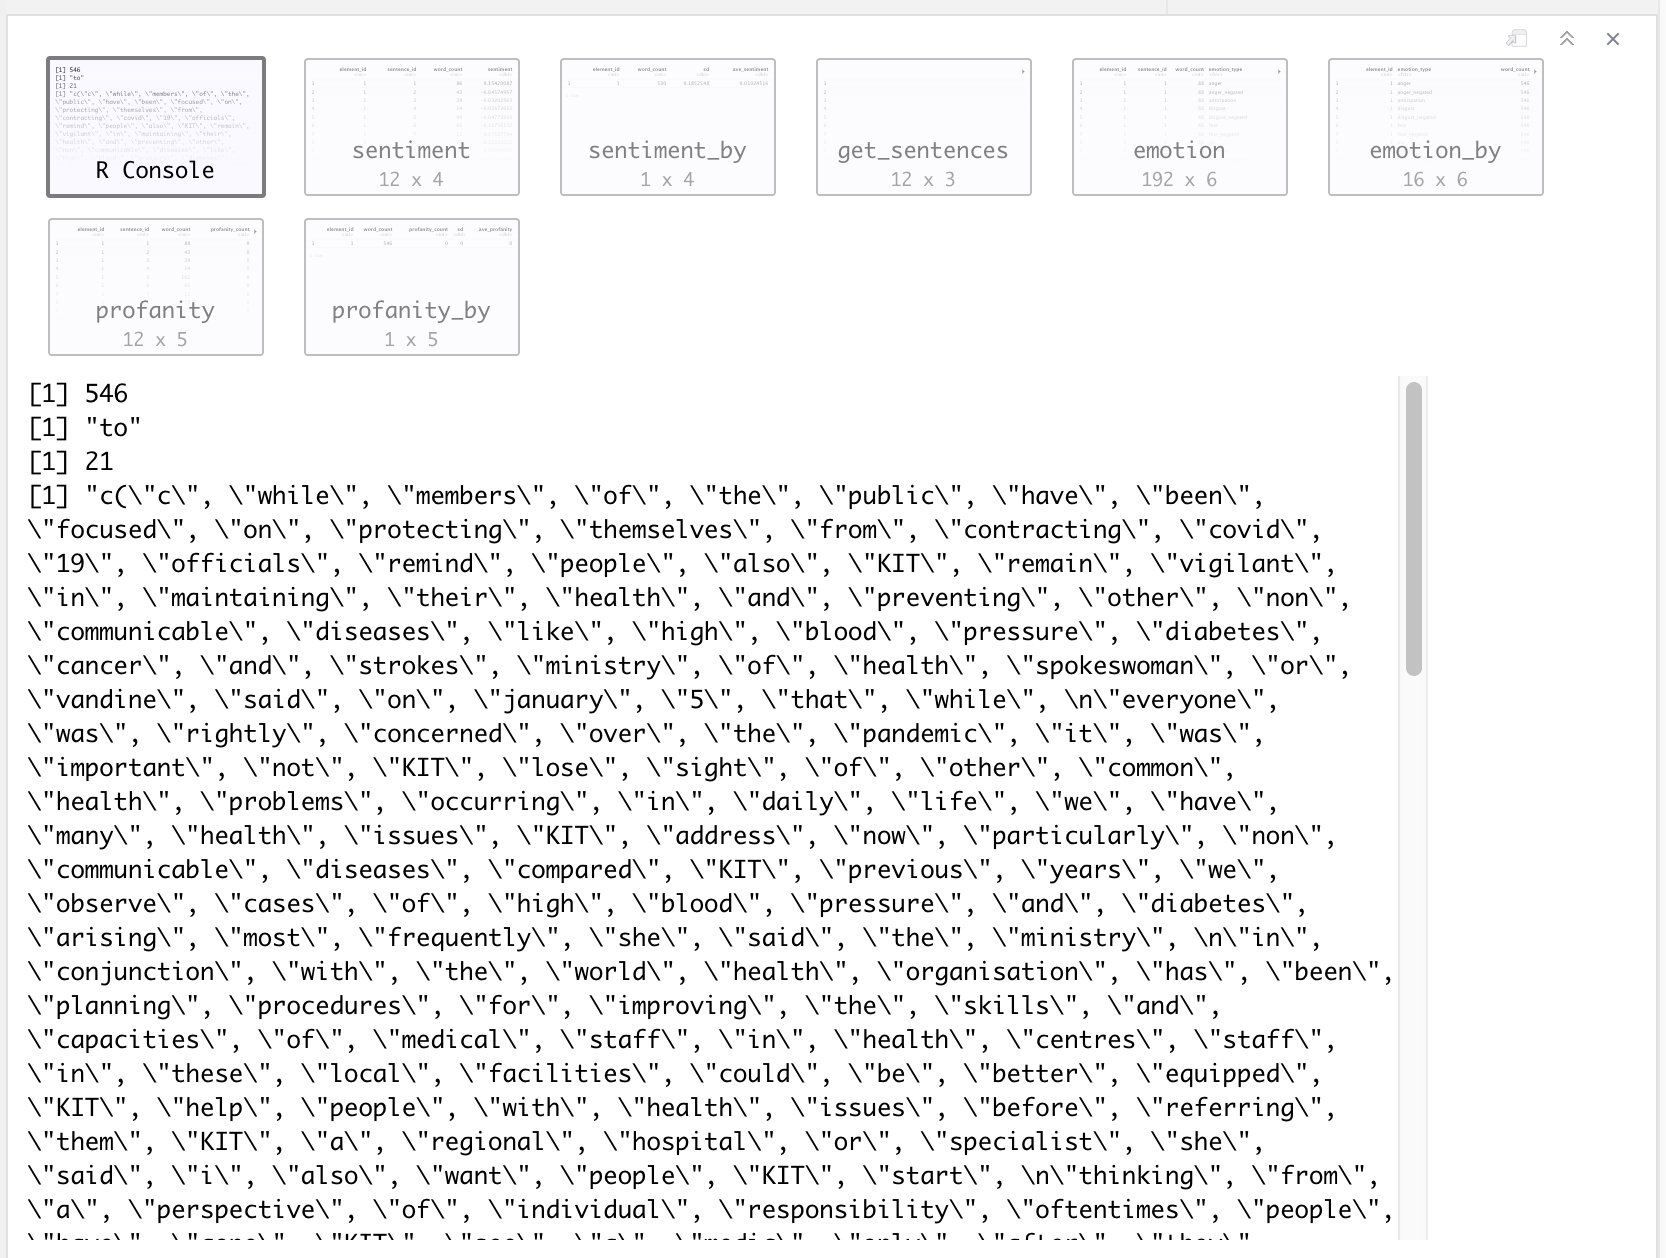 [1] 546
[1] "to"
[1] 21
R Console
sentiment
12 x 4
sentiment_by
1 x 4
get_sentences
12 x 3
emotion
192 x 6
emotion_by
16 x 6
profanity
12 x 5
profanity_by
1 x 5
[1] 546
[1] "to"
[1] 21
[1] "c(\"c\", \"while\", \"members\", \"of\", \"the\", \"public\", \"have\", \"been\",
\"focused\", \"on\", \"protecting\", \"themselves\", \"from\", \"contracting\", \"covid\",
\"19\", \"officials\", \"remind\", \"people\", \"also\", \"KIT\", \"remain\", \"vigilant\",
\"in\", \"maintaining\", \"their\", \"health\", \"and\", \"preventing\", \"other\", \"non\",
\"communicable\", \"diseases\", \"like\", \"high\", \"blood\", \"pressure\", \"diabetes\",
\"cancer\", \"and\", \"strokes\", \"ministry\", \"of\", \"health\", \"spokeswoman\", \"or\",
\"vandine\", \"said\", \"on\", \"january\", \"5\", \"that\", \"while\", \n\"everyone\",
\"was\", \"rightly\", \"concerned\", \"over\", \"the\", \"pandemic\", \"it\", \"was\",
\"important\", \"not\", \"KIT\", \"lose\", \"sight\", \"of\", \"other\", \"common\",
\"health\", \"problems\", \"occurring\", \"in\", \"daily\", \"life\", \"we\", \"have\",
\"many\", \"health\", \"issues\", \"KIT\", \"address\", \"now\", \"particularly\", \"non\",
\"communicable\", \"diseases\", \"compared\", \"KIT\", \"previous\", \"years\", \"we\",
\"observe\", \"cases\", \"of\", \"high\", \"blood\", \"pressure\", \"and\", \"diabetes\",
\"arising\", \"most\", \"frequently\", \"she\", \"said\", \"the\", \"ministry\", \n\"in\",
\"conjunction\", \"with\", \"the\", \"world\", \"health\", \"organisation\", \"has\", \"been\",
\"planning\", \"procedures\", \"for\", \"improving\", \"the\", \"skills\", \"and\",
\"capacities\", \"of\", \"medical\", \"staff\", \"in\", \"health\", \"centres\", \"staff\",
\"in\", \"these\", \"local\", \"facilities\", \"could\", \"be\", \"better\", \"equipped\",
\"KIT\", \"help\", \"people\", \"with\", \"health\", \"issues\", \"before\", \"referring\",
\"them\", \"KIT\", \"a\", \"regional\", \"hospital\", \"or\", \"specialist\", \"she\",
\"said\", \"i\", \"also\", \"want\", \"people\", \"KIT\", \"start\", \n\"thinking\", \"from\",
\"a\", \"perspective\", \"of\", \"individual\", \"responsibility\", \"oftentimes\", \"people\",